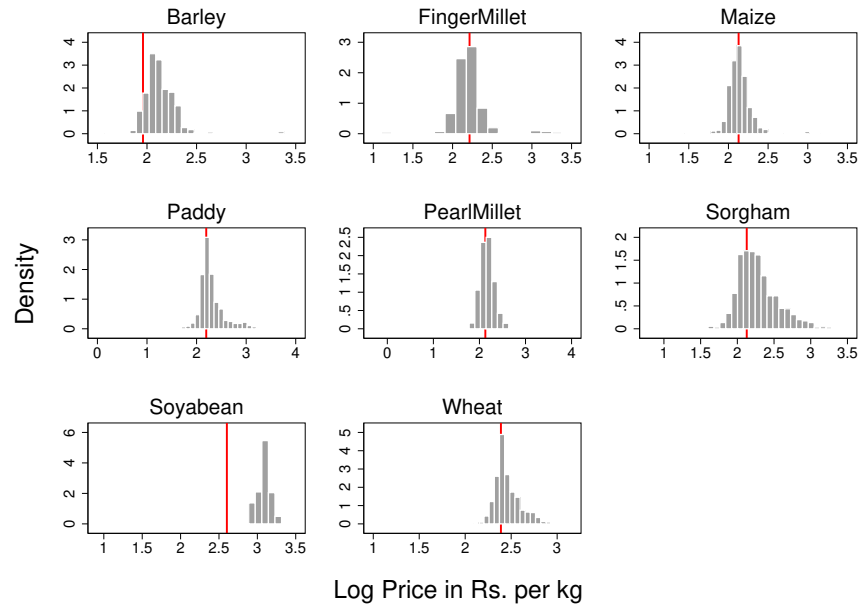 Barley
FingerMillet
Maize
0 1 2 3 4
1.5 2 2.5 3 3.5
0 1 2 3
1 1.5 2 2.5 3 3.5
0 1 2 3 4
1 1.5 2 2.5 3 3.5
Paddy
PearlMillet
Sorgham
0 1 2 3
0 1 2 3 4
0 .5 1 1.5 2 2.5
0 1 2 3 4
0 .5 1 1.5 2
1 1.5 2 2.5 3 3.5
Density
Soyabean
Wheat
0 2 4 6
1 1.5 2 2.5 3 3.5
0 1 2 3 4 5
1 1.5 2 2.5 3
Log Price in Rs. per kg